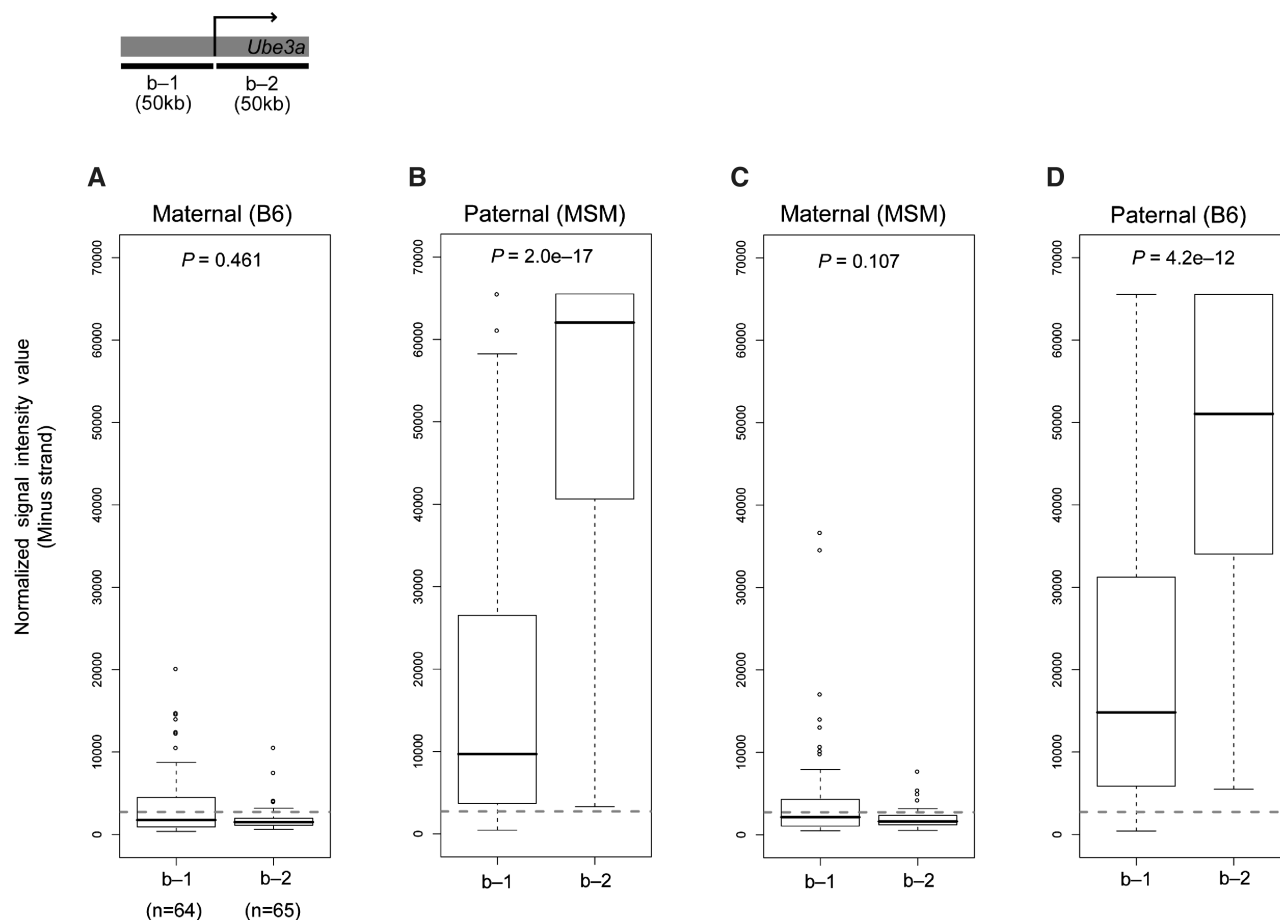 Ube3a
b–1 b–2
(50kb) (50kb)
A B C D
Maternal (B6) Paternal (MSM) Maternal (MSM) Paternal (B6)
P = 0.461 P = 2.0e–17 P = 0.107 P = 4.2e–12
Normalized signal intensity value
(Minus strand)
70000 70000 70000 70000
60000 60000 60000 60000
50000 50000 50000 50000
40000 40000 40000 40000
30000 30000 30000 30000
20000 20000 20000 20000
10000 10000 10000 10000
0 0 0 0
b–1 b–2 b–1 b–2 b–1 b–2 b–1 b–2
(n=64) (n=65)